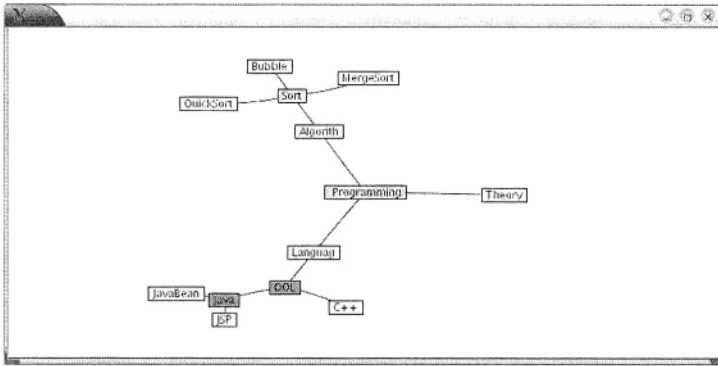 Bubble
MergeSort
Sort
QuickSort
Algorith
Programming
Theory
Languag
OOL
JavaBean
Java
C++
JSP